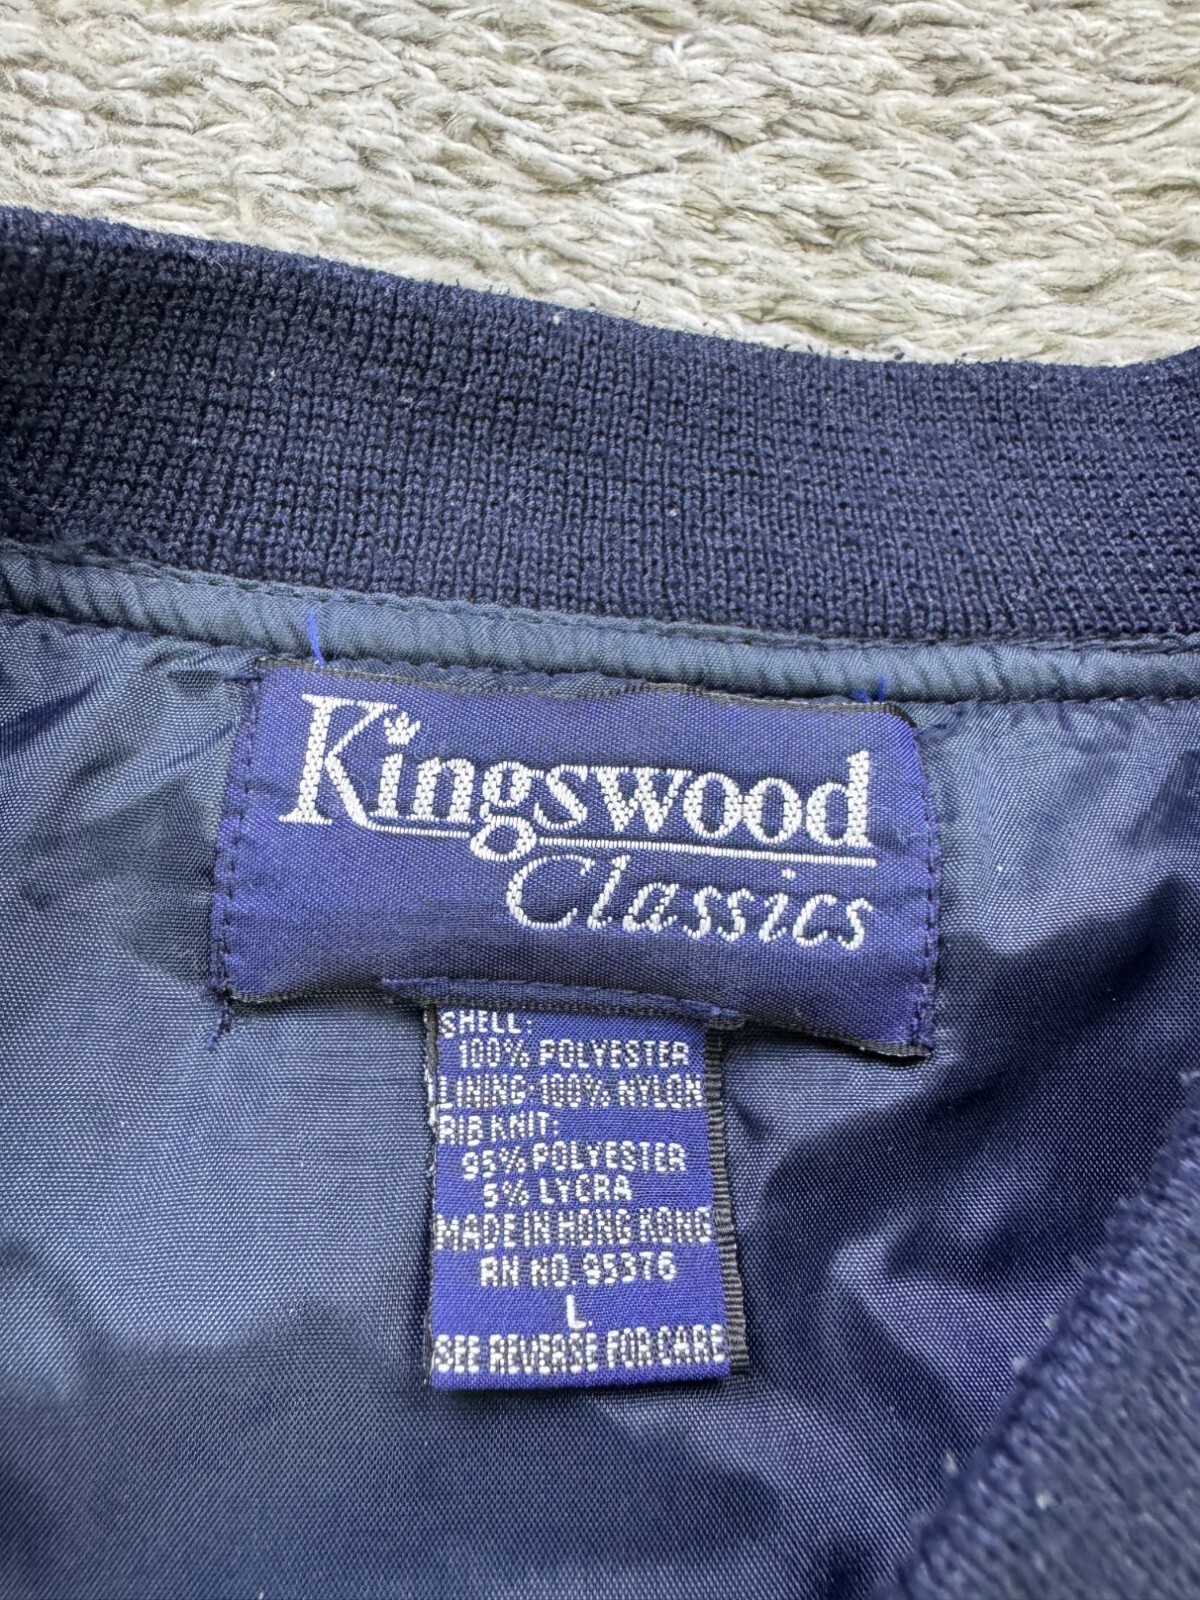 Kingswood
Classics
SHELL:
100% POLYESTER
LINING-100% NYLON
RIB KNIT:
95% POLYESTER
5% LYCRA
MADE IN HONG KONG
RN NO. 95376
L.
SEE REVERSE FOR CARE